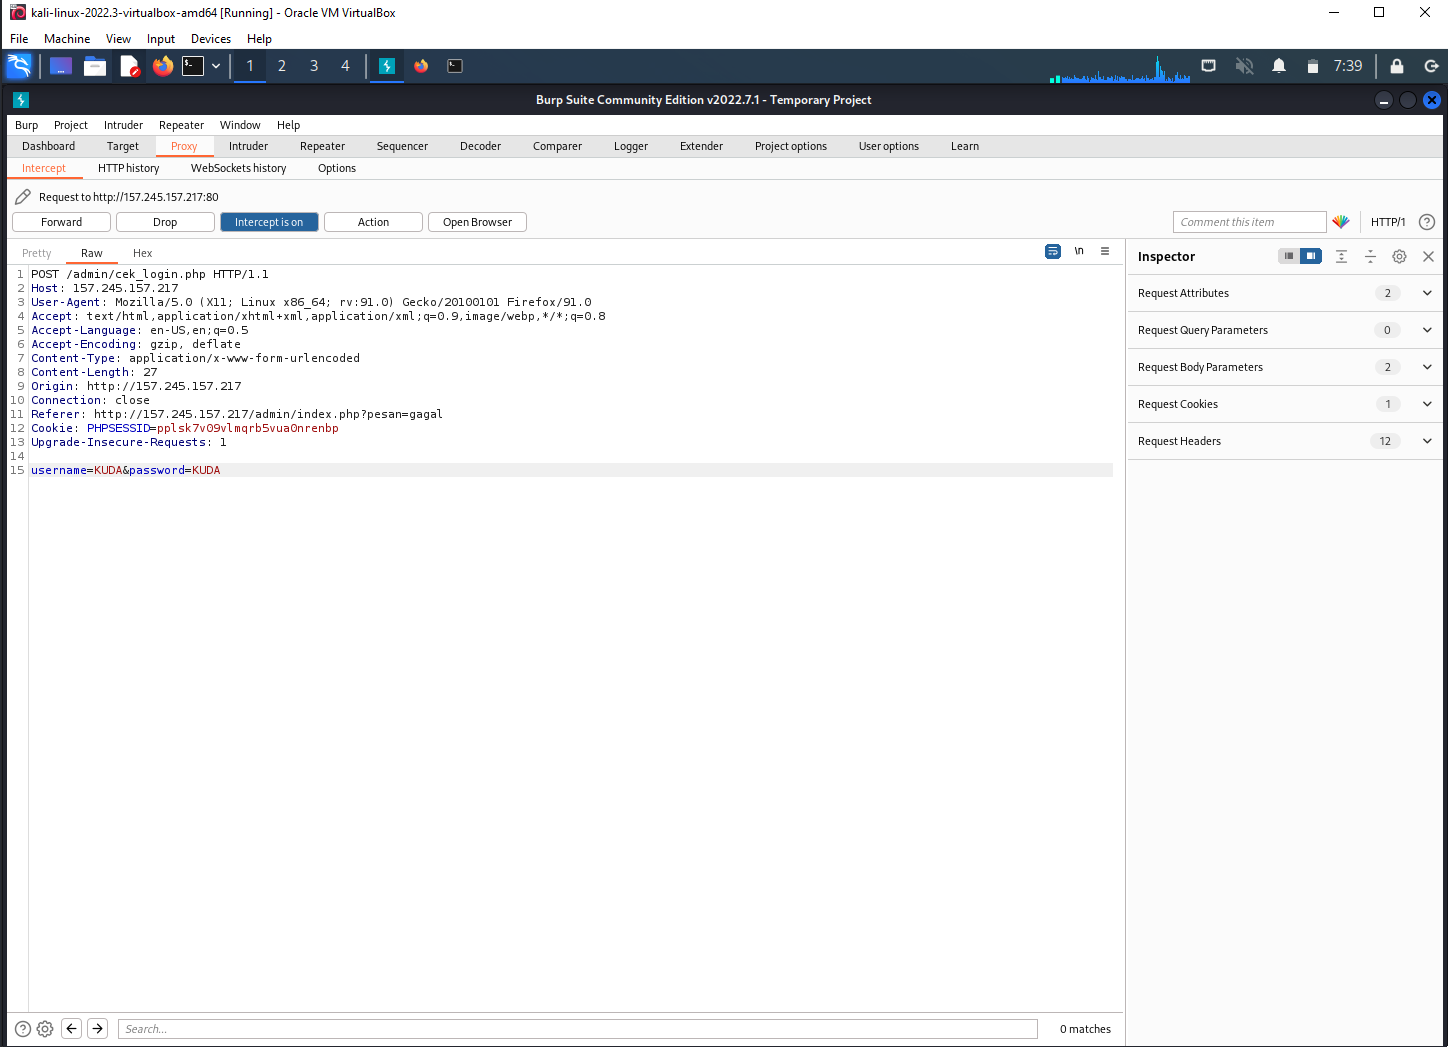 kali-linux-2022.3-virtualbox-amd64 [Running] - Oracle VM VirtualBox
File Machine View Input Devices Help
1 2 3 4 7:39
Burp Suite Community Edition v2022.7.1 - Temporary Project
Burp Project Intruder Repeater Window Help
Dashboard Target Proxy Intruder Repeater Sequencer Decoder Comparer Logger Extender Project options User options Learn
Intercept HTTP history WebSockets history Options
Request to http://157.245.157.217:80
Forward Drop Intercept is on Action Open Browser Comment this item HTTP/1 ?
Pretty Raw Hex \n
Inspector
1 POST /admin/cek_login.php HTTP/1.1
2 Host: 157.245.157.217
3 User-Agent: Mozilla/5.0 (X11; Linux x86_64; rv:91.0) Gecko/20100101 Firefox/91.0
4 Accept: text/html,application/xhtml+xml,application/xml;q=0.9,image/webp,*/*;q=0.8
5 Accept-Language: en-US,en;q=0.5
6 Accept-Encoding: gzip, deflate
7 Content-Type: application/x-www-form-urlencoded
8 Content-Length: 27
9 Origin: http://157.245.157.217
10 Connection: close
11 Referer: http://157.245.157.217/admin/index.php?pesan=gagal
12 Cookie: PHPSESSID=pplsk7v09vlmqrb5vua0nrenbp
13 Upgrade-Insecure-Requests: 1
14
15 username=KUDA&password=KUDA
Request Attributes 2
Request Query Parameters 0
Request Body Parameters 2
Request Cookies 1
Request Headers 12
? Search... 0 matches